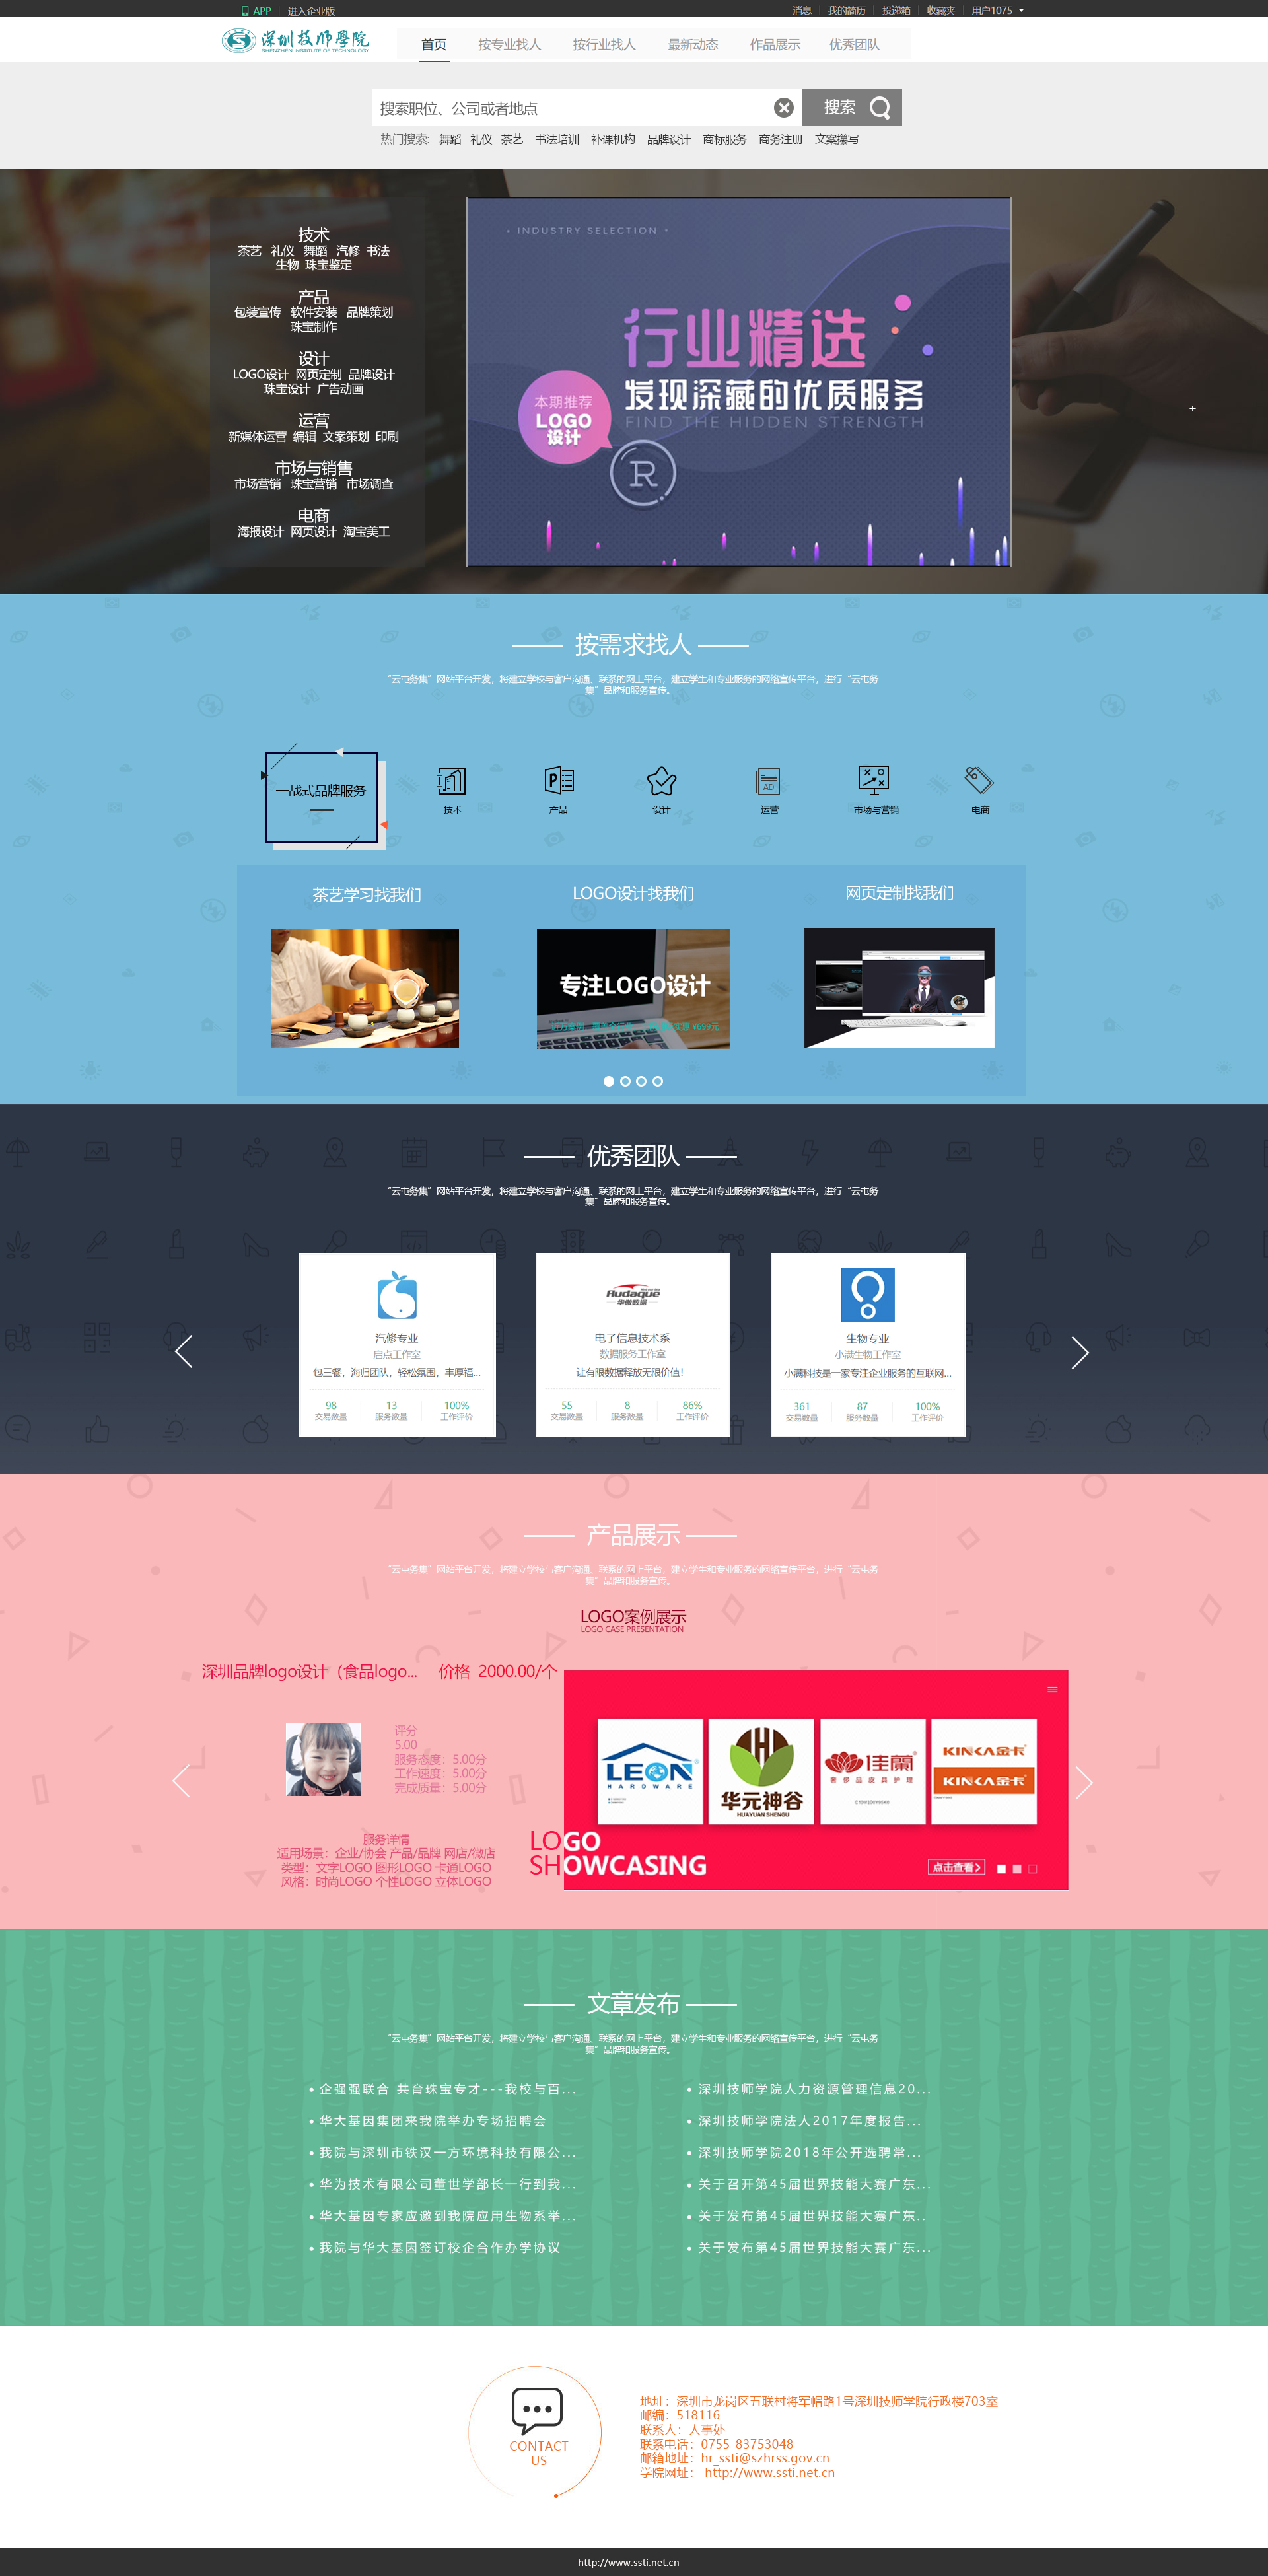 APP 进入企业版 消息 我的简历 投递箱 收藏夹 用户1075
深圳技师學院
SHENZHEN INSTITUTE OF TECHNOLOGY
首页 按专业找人 按行业找人 最新动态 作品展示 优秀团队
搜索职位、公司或者地点 搜索
热门搜索: 舞蹈 礼仪 茶艺 书法培训 补课机构 品牌设计 商标服务 商务注册 文案撰写
技术
茶艺 礼仪 舞蹈 汽修 书法
生物 珠宝鉴定
产品
包装宣传 软件安装 品牌策划
珠宝制作
设计
LOGO设计 网页定制 品牌设计
珠宝设计 广告动画
运营
新媒体运营 编辑 文案策划 印刷
市场与销售
市场营销 珠宝营销 市场调查
电商
海报设计 网页设计 淘宝美工
INDUSTRY SELECTION
行业精选
发现深藏的优质服务
FIND THE HIDDEN STRENGTH
本期推荐
LOGO
设计
R
按需求找人
“云屯务集”网站平台开发，将建立学校与客户沟通、联系的网上平台，建立学生和专业服务的网络宣传平台，进行“云屯务
集”品牌和服务宣传。
一战式品牌服务
技术 产品 设计 运营 市场与营销 电商
茶艺学习找我们 LOGO设计找我们 网页定制找我们
专注LOGO设计
优秀团队
“云屯务集”网站平台开发，将建立学校与客户沟通、联系的网上平台，建立学生和专业服务的网络宣传平台，进行“云屯务
集”品牌和服务宣传。
汽修专业
启点工作室
包三餐，海归团队，轻松氛围，丰厚福...
98 13 100%
交易数量 服务数量 工作评价
Audaque
华傲数据
电子信息技术系
数据服务工作室
让有限数据释放无限价值！
55 8 86%
交易数量 服务数量 工作评价
生物专业
小满生物工作室
小满科技是一家专注企业服务的互联网...
361 87 100%
交易数量 服务数量 工作评价
产品展示
“云屯务集”网站平台开发，将建立学校与客户沟通、联系的网上平台，建立学生和专业服务的网络宣传平台，进行“云屯务
集”品牌和服务宣传。
LOGO案例展示
LOGO CASE PRESENTATION
深圳品牌logo设计（食品logo... 价格 2000.00/个
评分
5.00
服务态度：5.00分
工作速度：5.00分
完成质量：5.00分
服务详情
适用场景：企业/协会 产品/品牌 网店/微店
类型：文字LOGO 图形LOGO 卡通LOGO
风格：时尚LOGO 个性LOGO 立体LOGO
LEON
HARDWARE
华元神谷
HUAYUAN SHENGU
佳薰
奢侈品皮具护理
KINKA金卡
KINKA金卡
LOGO
SHOWCASING
点击查看
文章发布
“云屯务集”网站平台开发，将建立学校与客户沟通、联系的网上平台，建立学生和专业服务的网络宣传平台，进行“云屯务
集”品牌和服务宣传。
企强强联合 共育珠宝专才---我校与百...
华大基因集团来我院举办专场招聘会
我院与深圳市铁汉一方环境科技有限公...
华为技术有限公司董世学部长一行到我...
华大基因专家应邀到我院应用生物系举...
我院与华大基因签订校企合作办学协议
深圳技师学院人力资源管理信息20...
深圳技师学院法人2017年度报告...
深圳技师学院2018年公开选聘常...
关于召开第45届世界技能大赛广东...
关于发布第45届世界技能大赛广东..
关于发布第45届世界技能大赛广东...
CONTACT
US
地址：深圳市龙岗区五联村将军帽路1号深圳技师学院行政楼703室
邮编：518116
联系人：人事处
联系电话：0755-83753048
邮箱地址：hr_ssti@szhrss.gov.cn
学院网址： http://www.ssti.net.cn
http://www.ssti.net.cn